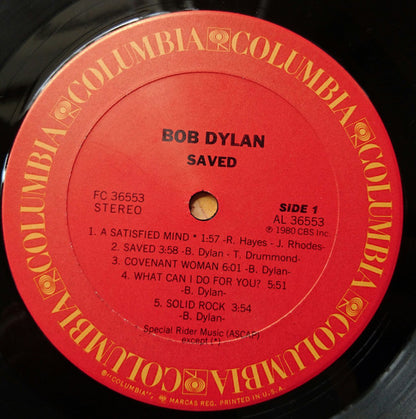 COLUMBIA COLUMBIA COLUMBIA COLUMBIA COLUMBIA COLUMBIA
BOB DYLAN
SAVED
FC 36553
STEREO
SIDE 1
AL 36553
℗ 1980 CBS Inc.
1. A SATISFIED MIND * 1:57 -R. Hayes - J. Rhodes-
2. SAVED 3:58 -B. Dylan - T. Drummond-
3. COVENANT WOMAN 6:01 -B. Dylan-
4. WHAT CAN I DO FOR YOU? 5:51
-B. Dylan-
5. SOLID ROCK 3:54
-B. Dylan-
Special Rider Music (ASCAP)
except (*)
"COLUMBIA", MARCAS REG. PRINTED IN U.S.A.